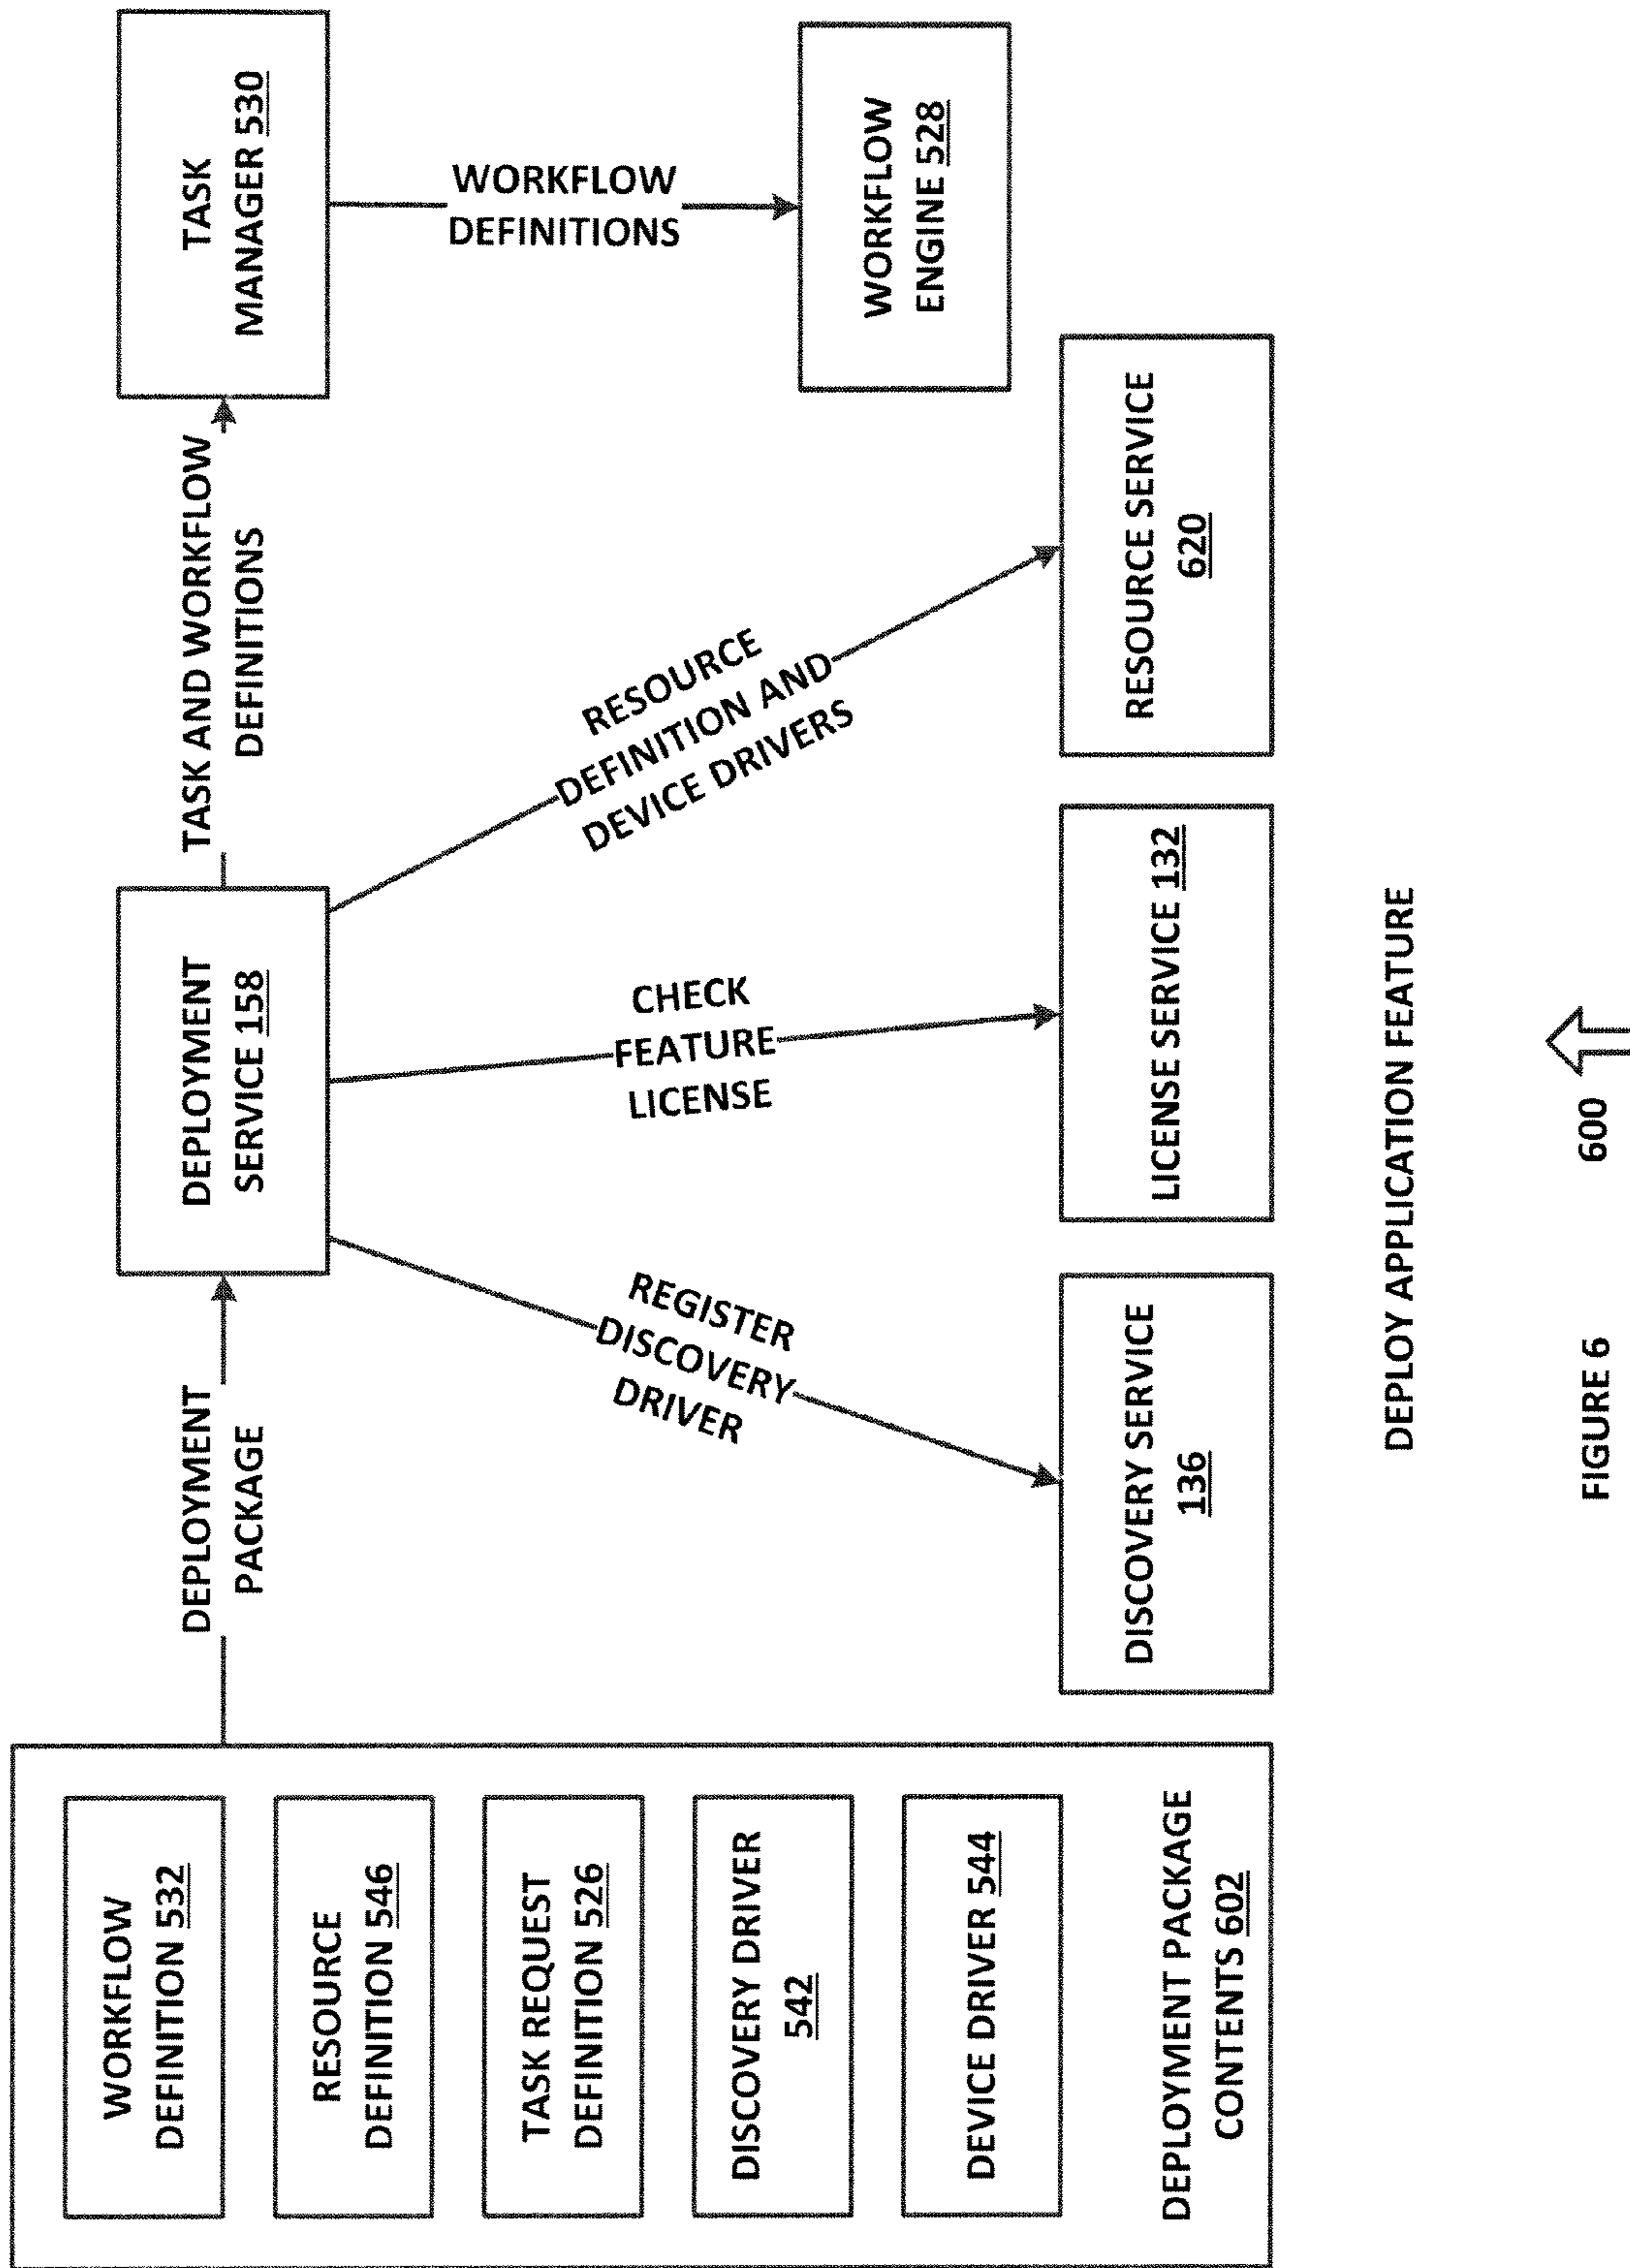 WORKFLOW
DEFINITION 532
RESOURCE
DEFINITION 546
TASK REQUEST
DEFINITION 526
DISCOVERY DRIVER
542
DEVICE DRIVER 544
DEPLOYMENT PACKAGE
CONTENTS 602
DEPLOYMENT
PACKAGE
DEPLOYMENT
SERVICE 158
TASK AND WORKFLOW
DEFINITIONS
TASK
MANAGER 530
WORKFLOW
DEFINITIONS
WORKFLOW
ENGINE 528
REGISTER
DISCOVERY
DRIVER
CHECK
FEATURE
LICENSE
RESOURCE
DEFINITION AND
DEVICE DRIVERS
DISCOVERY SERVICE
136
LICENSE SERVICE 132
RESOURCE SERVICE
620
DEPLOY APPLICATION FEATURE
FIGURE 6
600